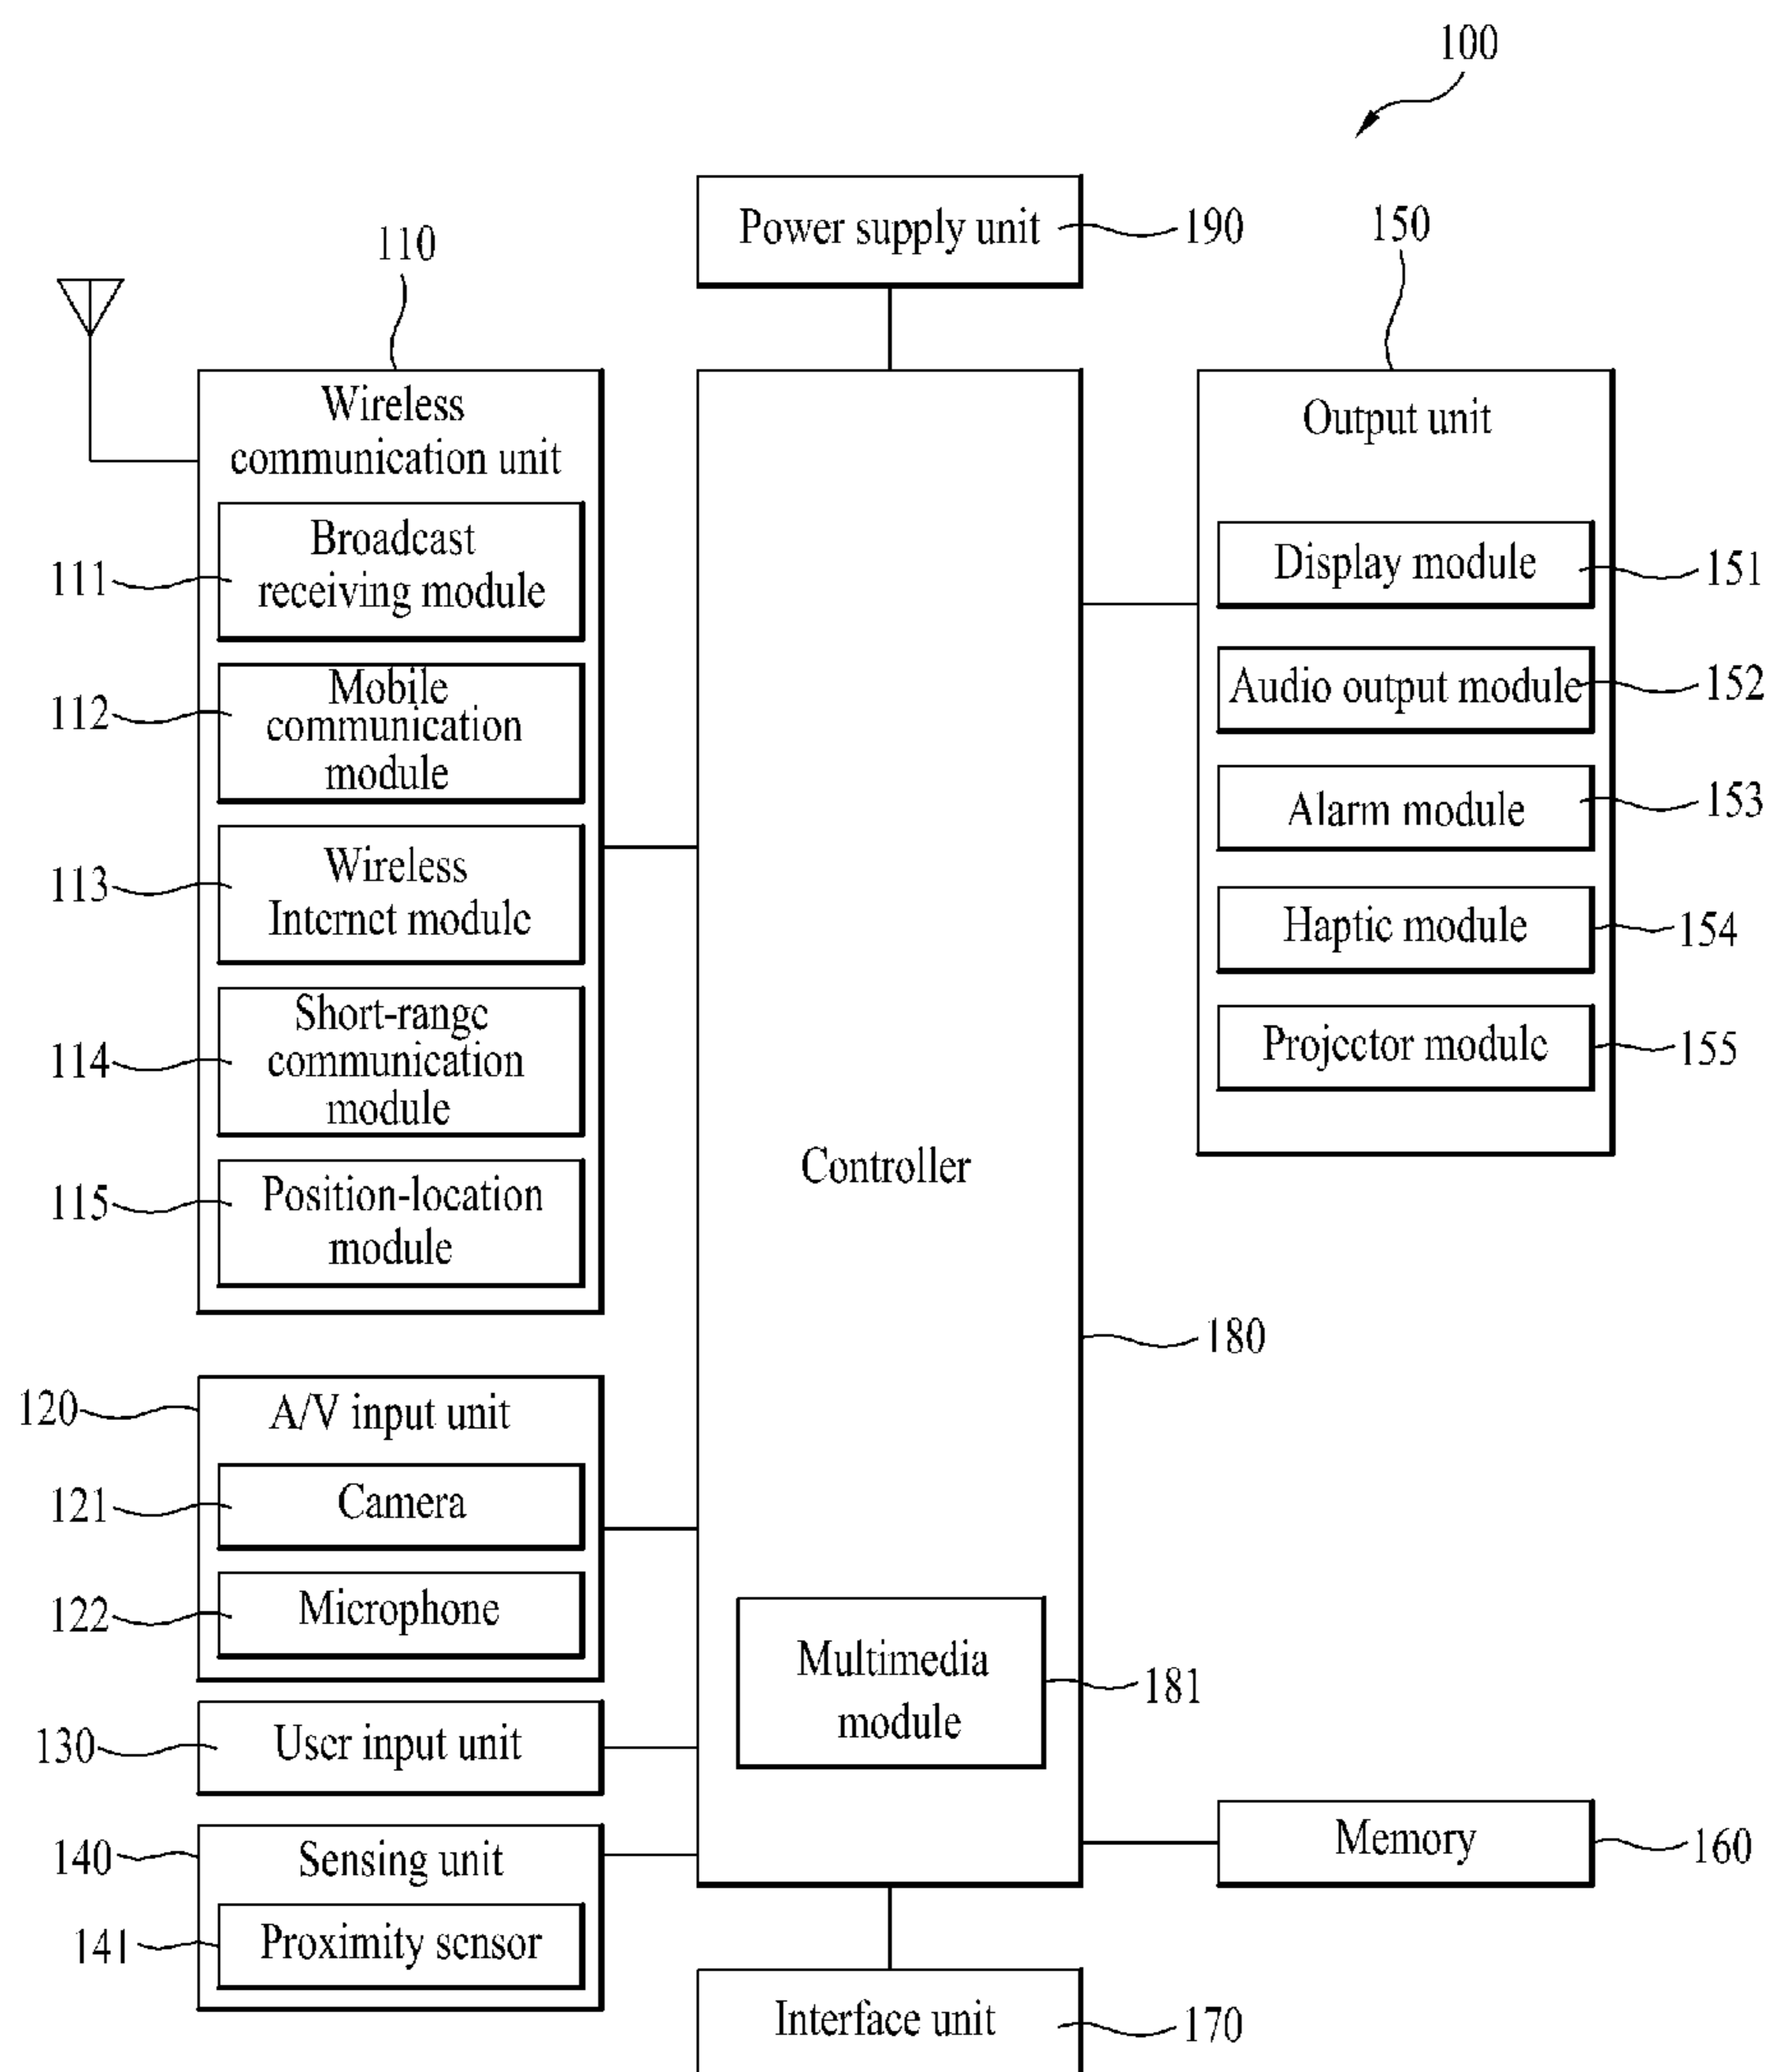 100
Power supply unit
190
110
150
Wireless
communication unit
Broadcast
receiving module
111
Mobile
communication
module
112
Wireless
Internet module
113
Short-range
communication
module
114
Position-location
module
115
A/V input unit
120
Camera
121
Microphone
122
User input unit
130
Sensing unit
140
Proximity sensor
141
Controller
180
Multimedia
module
181
Output unit
Display module
151
Audio output module
152
Alarm module
153
Haptic module
154
Projector module
155
Memory
160
Interface unit
170